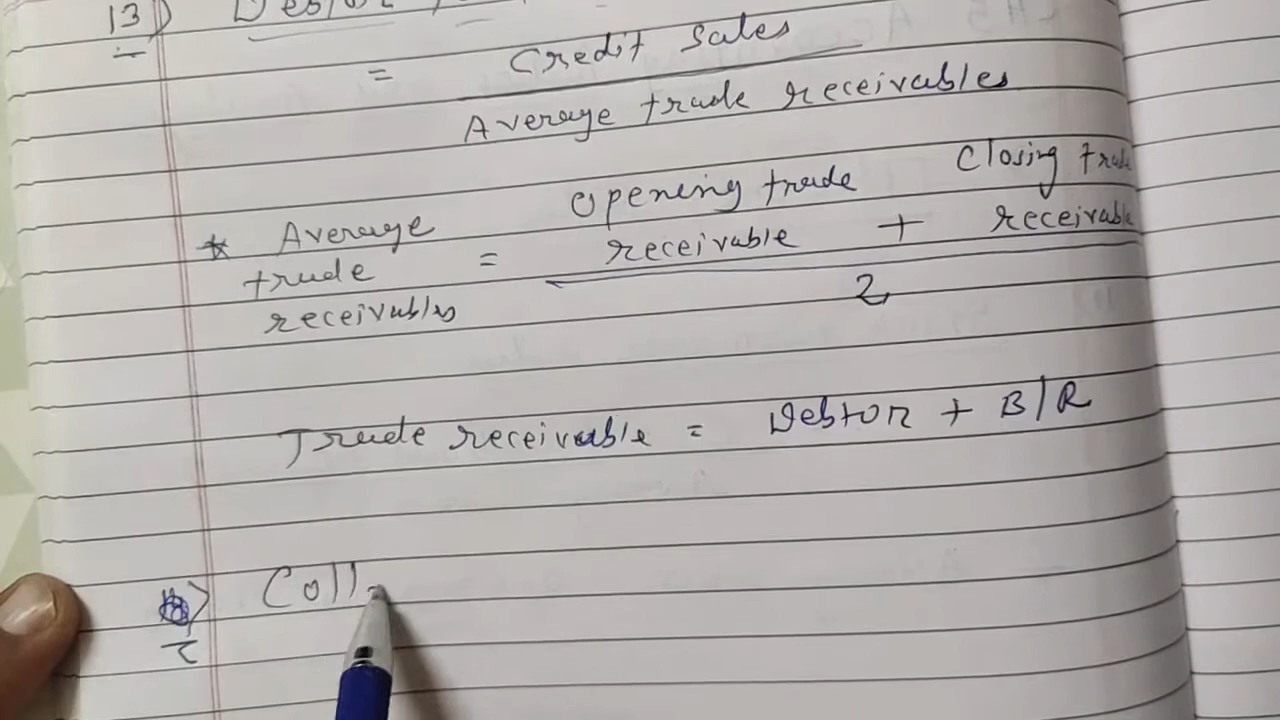 13)
= Credit Sales
Average trade receivables
Opening trade Closing trade
* Average trade receivables = receivable + receivable
2
Trade receivable = Debtor + B/R
Coll